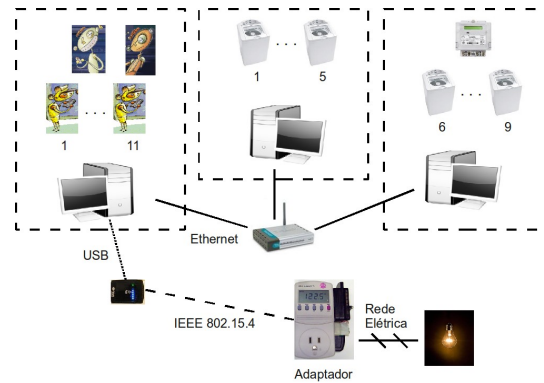 1 . . . 5
1 . . . 11
6 . . . 9
Ethernet
USB
IEEE 802.15.4
Rede
Elétrica
Adaptador